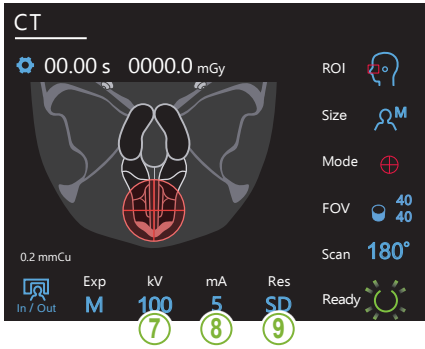 CT
00.00 s 0000.0 mGy
ROI
Size M
Mode
FOV 40
40
0.2 mmCu
Scan 180°
In / Out
Exp kV mA Res
M 100 5 SD
Ready
7 8 9